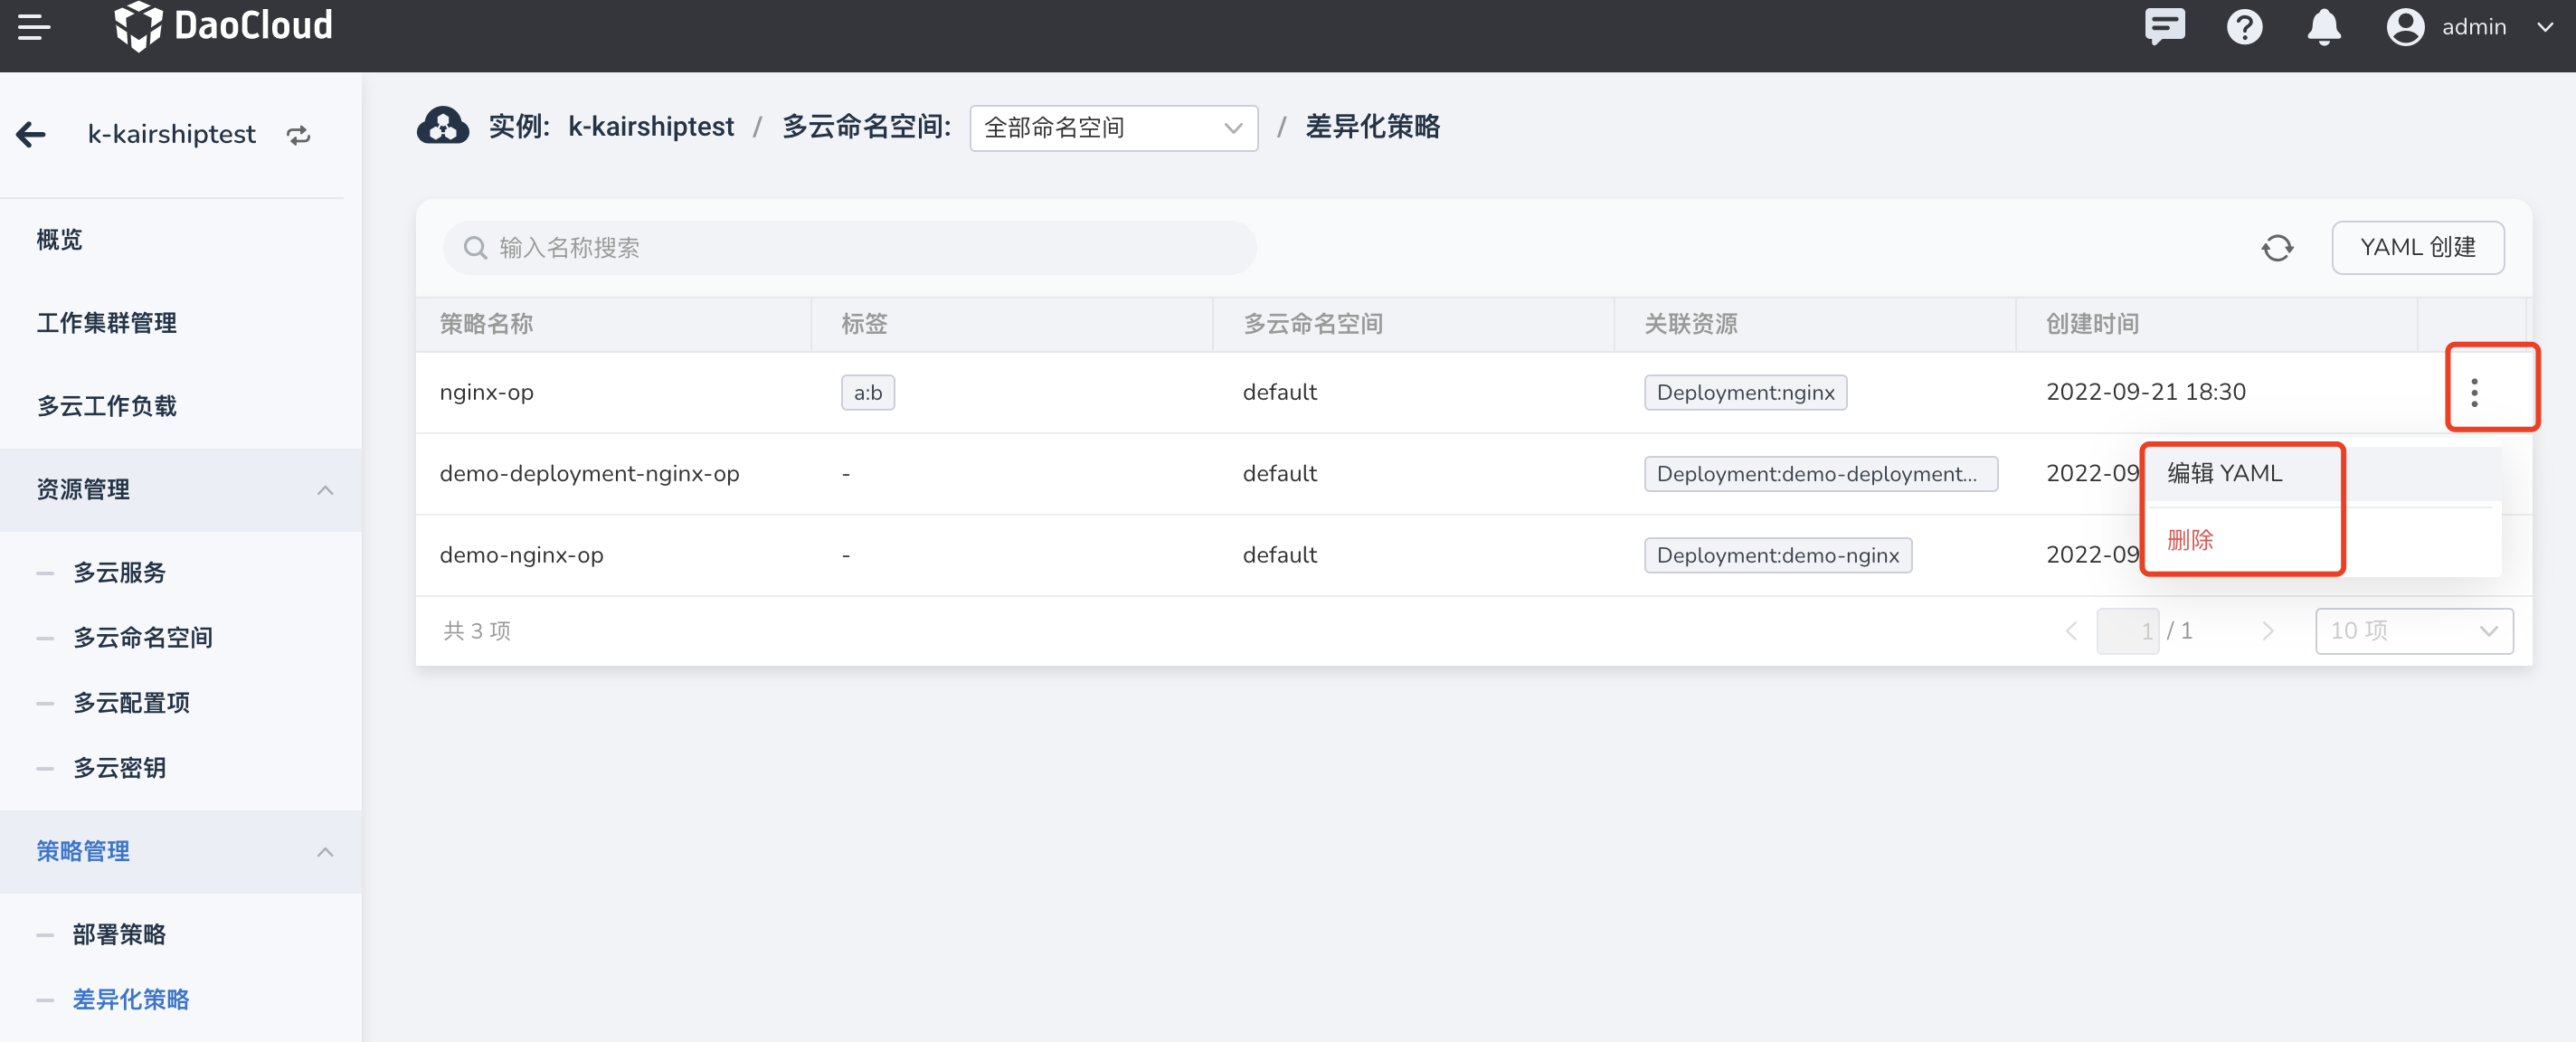 DaoCloud
admin
k-kairshiptest
概览
工作集群管理
多云工作负载
资源管理
多云服务
多云命名空间
多云配置项
多云密钥
策略管理
部署策略
差异化策略
实例: k-kairshiptest / 多云命名空间: 全部命名空间 / 差异化策略
输入名称搜索
YAML 创建
策略名称 标签 多云命名空间 关联资源 创建时间
nginx-op a:b default Deployment:nginx 2022-09-21 18:30
demo-deployment-nginx-op - default Deployment:demo-deployment... 2022-09
demo-nginx-op - default Deployment:demo-nginx 2022-09
编辑 YAML
删除
共 3 项
1 / 1
10 项